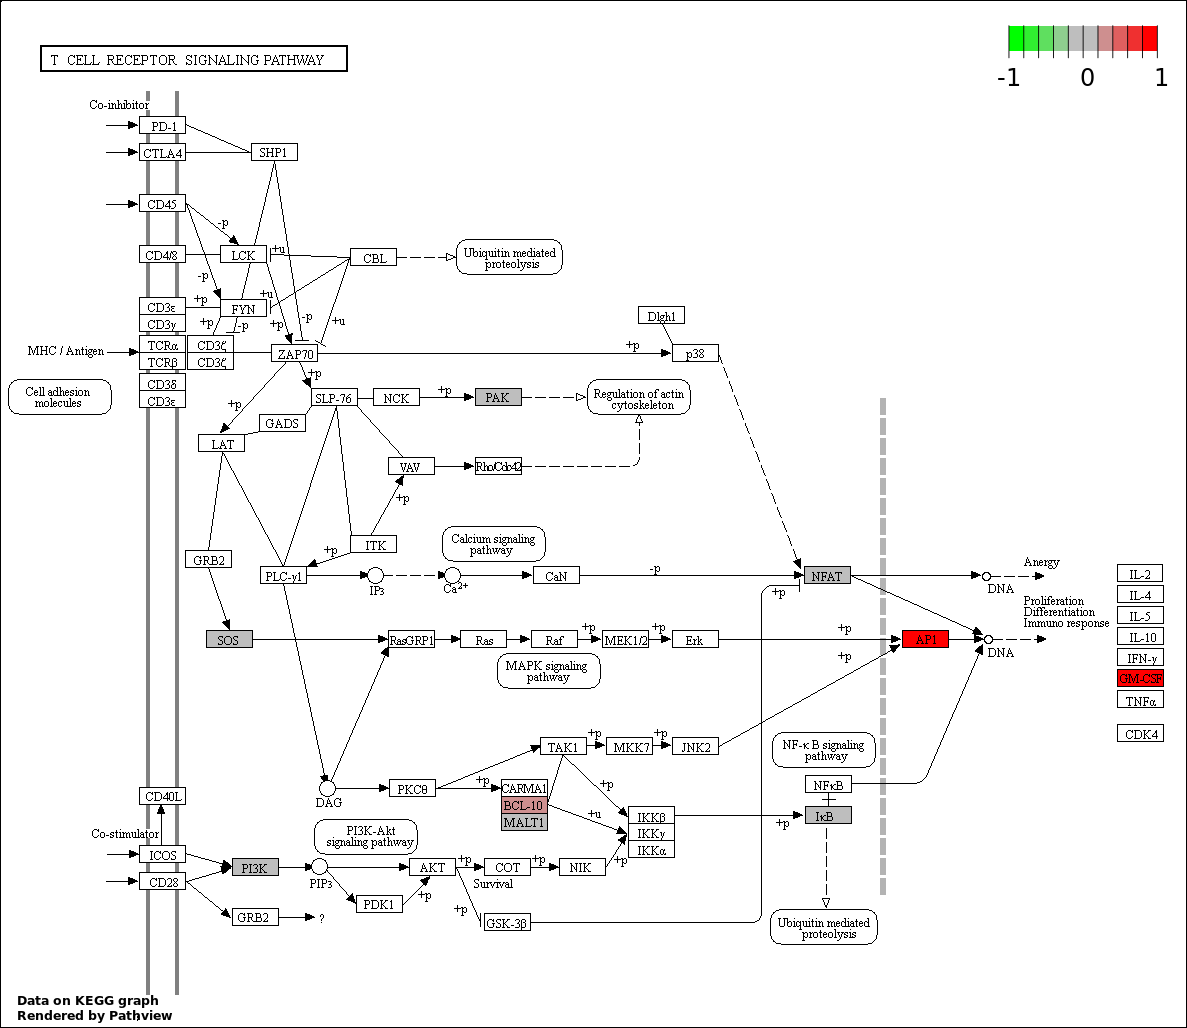 T CELL RECEPTOR SIGNALING PATHWAY
-1 0 1
Co-inhibitor
PD-1
CTLA4
SHP1
CD45
-p
CD4/8
LCK
+u
CBL
Ubiquitin mediated
proteolysis
-p
CD3ε
+p
FYN
+u
CD3γ
+p
-p
+p
-p
+u
Dlgh1
MHC / Antigen
TCRα
CD3ζ
TCRβ
CD3ζ
ZAP70
+p
p38
Cell adhesion
molecules
CD3δ
CD3ε
+p
+p
SLP-76
NCK
+p
PAK
Regulation of actin
cytoskeleton
GADS
LAT
VAV
Rho/Cdc42
+p
ITK
+p
Calcium signaling
pathway
GRB2
PLC-γ1
IP3
Ca2+
CaN
-p
NFAT
+p
DNA
Anergy
Proliferation
Differentiation
Immuno response
IL-2
IL-4
IL-5
IL-10
IFN-γ
GM-CSF
TNFα
CDK4
SOS
RasGRP1
Ras
Raf
+p
MEK1/2
+p
Erk
+p
+p
AP1
DNA
MAPK signaling
pathway
TAK1
+p
MKK7
+p
JNK2
NF-κ B signaling
pathway
DAG
PKCθ
+p
CARMA1
BCL-10
MALT1
+p
+u
IKKβ
IKKγ
IKKα
+p
NFκB
IκB
CD40L
Co-stimulator
ICOS
CD28
PI3K
PI3K-Akt
signaling pathway
PIP3
AKT
+p
COT
+p
NIK
+p
Survival
PDK1
+p
+p
GSK-3β
GRB2
?
Ubiquitin mediated
proteolysis
Data on KEGG graph
Rendered by Pathview